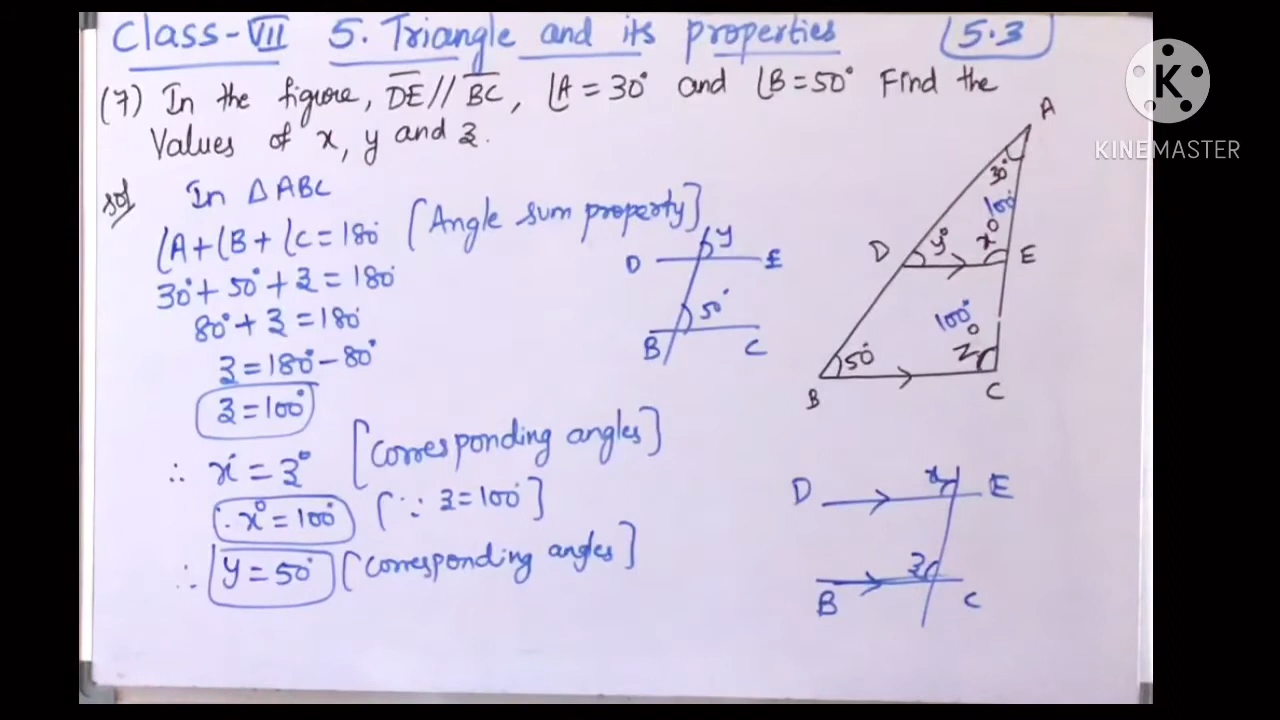 Class-VII 5. Triangle and its properties 5.3
(7) In the figure, DE // BC, ∠A = 30° and ∠B = 50° Find the
Values of x, y and z.
Sol In △ABC
∠A + ∠B + ∠C = 180° [Angle sum property]
30° + 50° + z = 180°
80° + z = 180°
z = 180° - 80°
z = 100°
∴ x° = z° [Corresponding angles]
∴ x° = 100° [∵ z = 100°]
∴ y = 50° [Corresponding angles]
D y E
50°
B C
A
30°
100°
D y° x° E
100°
50° z°
B C
D x E
z
B C
K
KINEMASTER